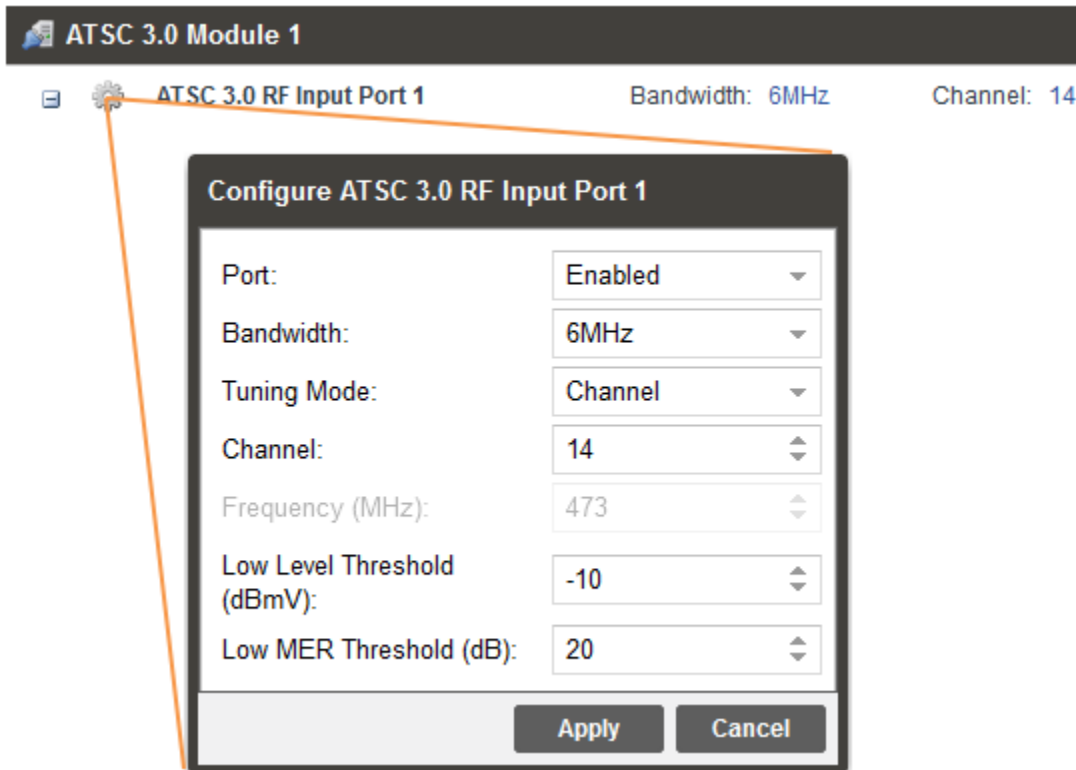 ATSC 3.0 Module 1
ATSC 3.0 RF Input Port 1 Bandwidth: 6MHz Channel: 14
Configure ATSC 3.0 RF Input Port 1
Port: Enabled
Bandwidth: 6MHz
Tuning Mode: Channel
Channel: 14
Frequency (MHz): 473
Low Level Threshold
(dBmV): -10
Low MER Threshold (dB): 20
Apply Cancel